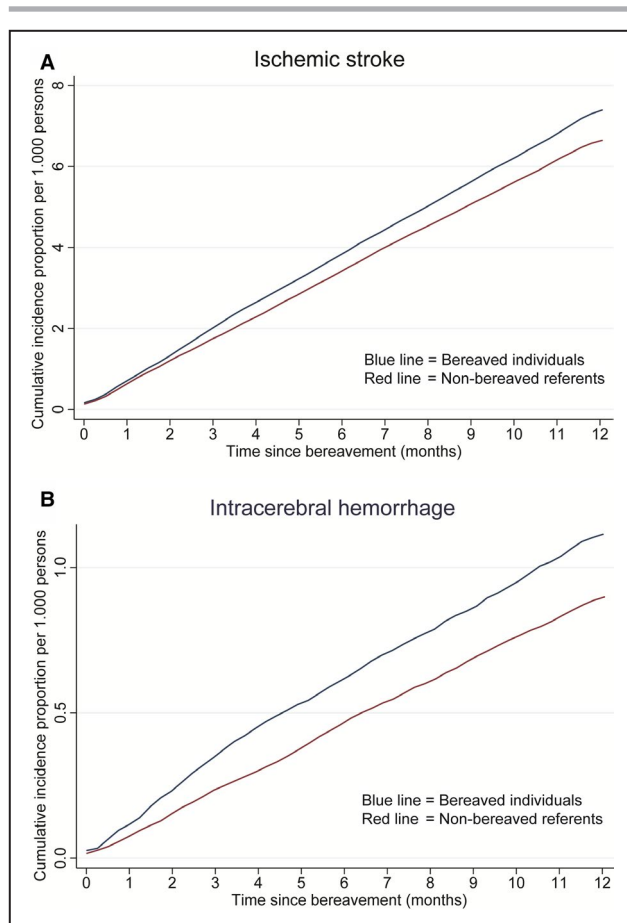 A
Ischemic stroke
Cumulative incidence proportion per 1.000 persons
8
6
4
2
0
Blue line = Bereaved individuals
Red line = Non-bereaved referents
0 1 2 3 4 5 6 7 8 9 10 11 12
Time since bereavement (months)
B
Intracerebral hemorrhage
Cumulative incidence proportion per 1.000 persons
1.0
0.5
0.0
Blue line = Bereaved individuals
Red line = Non-bereaved referents
0 1 2 3 4 5 6 7 8 9 10 11 12
Time since bereavement (months)